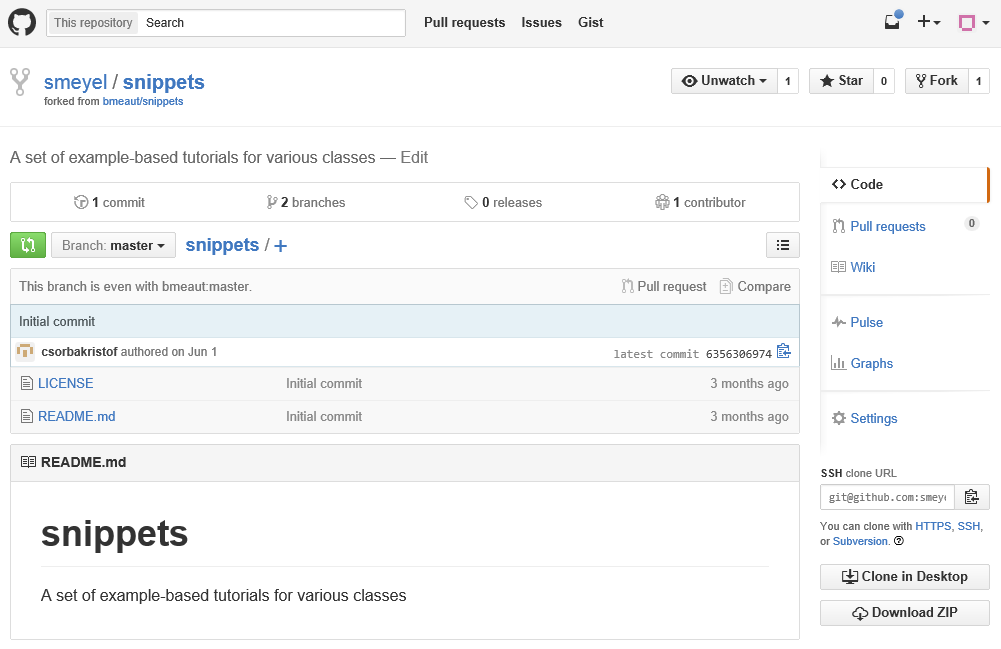 This repository Search Pull requests Issues Gist
smeyel / snippets
forked from bmeaut/snippets
Unwatch 1 Star 0 Fork 1
A set of example-based tutorials for various classes — Edit
1 commit 2 branches 0 releases 1 contributor
Branch: master snippets / +
This branch is even with bmeaut:master. Pull request Compare
Initial commit
csorbakristof authored on Jun 1 latest commit 6356306974
LICENSE Initial commit 3 months ago
README.md Initial commit 3 months ago
README.md
snippets
A set of example-based tutorials for various classes
Code
Pull requests 0
Wiki
Pulse
Graphs
Settings
SSH clone URL
git@github.com:smeye
You can clone with HTTPS, SSH,
or Subversion.
Clone in Desktop
Download ZIP